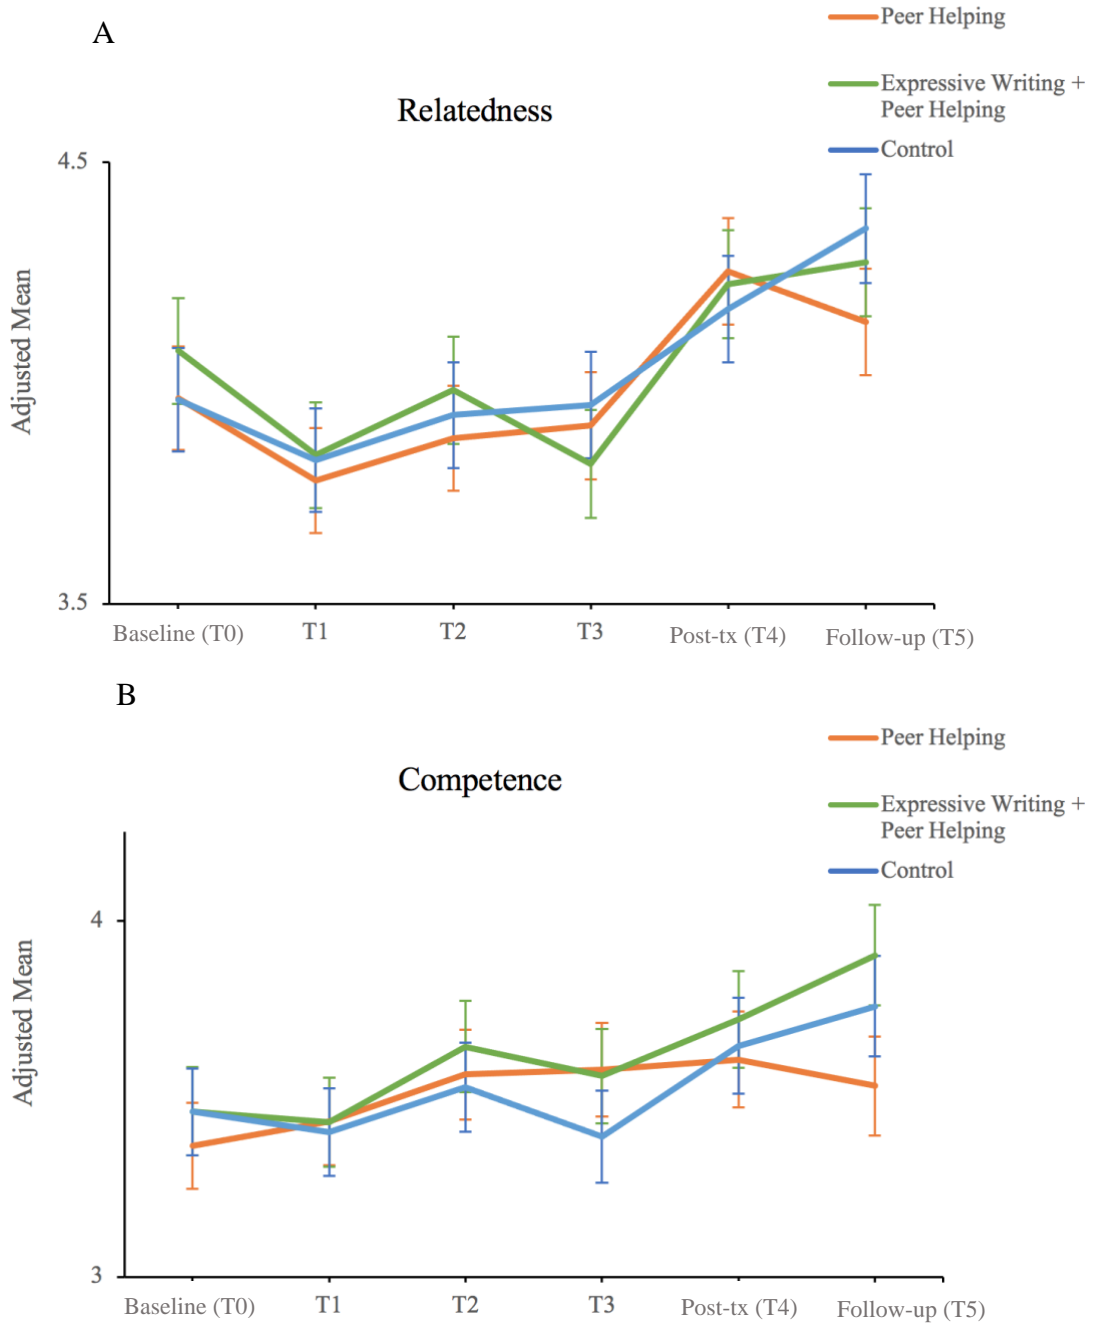 A
Peer Helping
Expressive Writing +
Peer Helping
Control
Relatedness
4.5
Adjusted Mean
3.5
Baseline (T0)
T1
T2
T3
Post-tx (T4)
Follow-up (T5)
B
Peer Helping
Expressive Writing +
Peer Helping
Control
Competence
4
Adjusted Mean
3
Baseline (T0)
T1
T2
T3
Post-tx (T4)
Follow-up (T5)